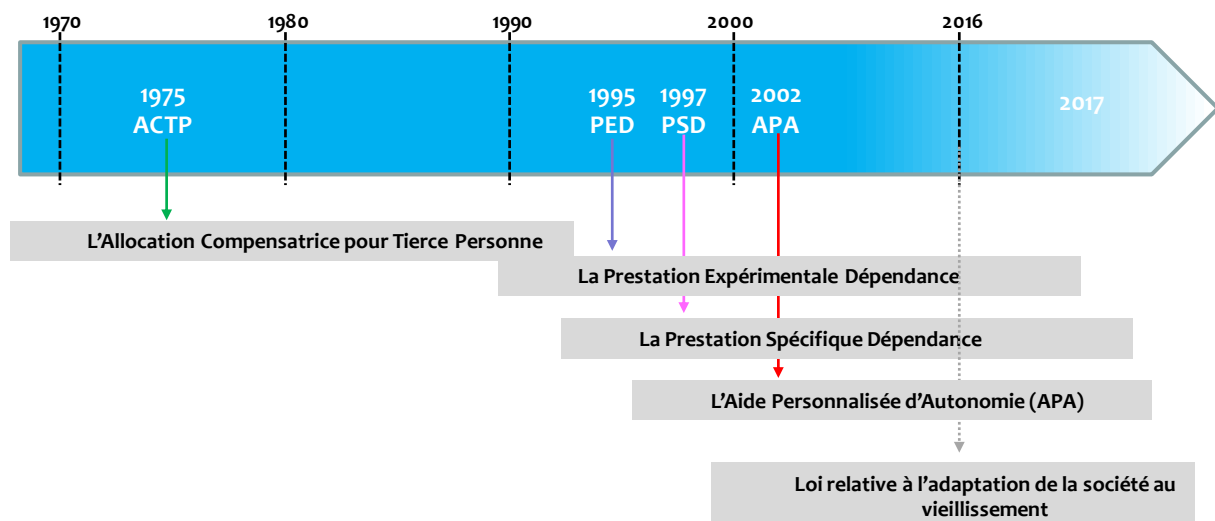 1970 1980 1990 2000 2016
1975 1995 1997 2002 2017
ACTP PED PSD APA
L’Allocation Compensatrice pour Tierce Personne
La Prestation Expérimentale Dépendance
La Prestation Spécifique Dépendance
L’Aide Personnalisée d’Autonomie (APA)
Loi relative à l’adaptation de la société au
vieillissement